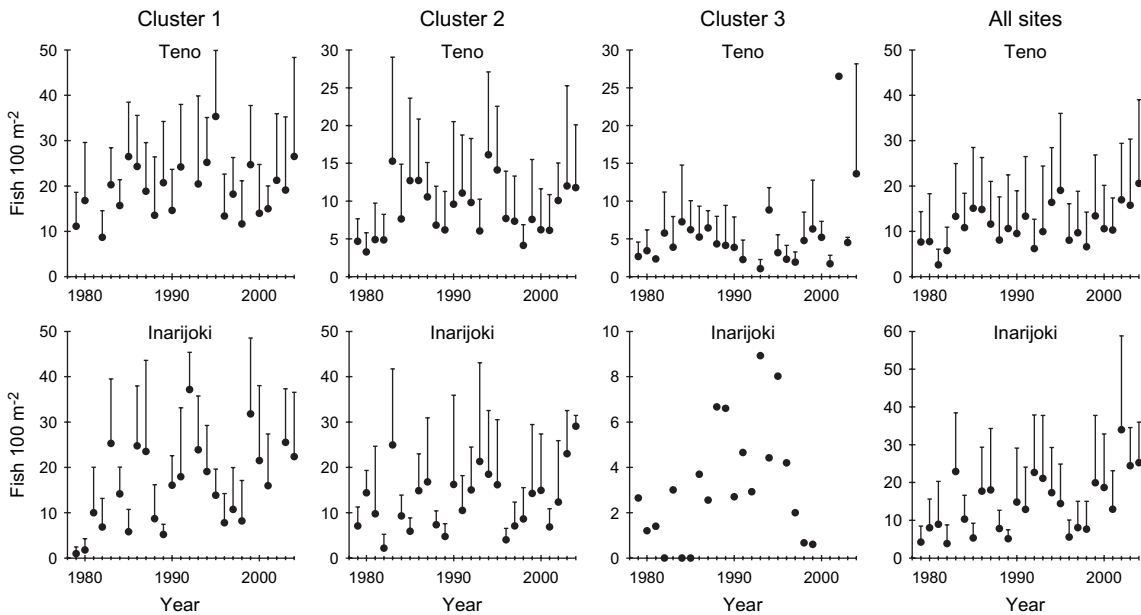 Cluster 1 Cluster 2 Cluster 3 All sites
Teno Teno Teno Teno
Fish 100 m-2
50 40 30 20 10 0
1980 1990 2000
30 25 20 15 10 5 0
1980 1990 2000
30 25 20 15 10 5 0
1980 1990 2000
50 40 30 20 10 0
1980 1990 2000
Inarijoki Inarijoki Inarijoki Inarijoki
Fish 100 m-2
50 40 30 20 10 0
1980 1990 2000
50 40 30 20 10 0
1980 1990 2000
10 8 6 4 2 0
1980 1990 2000
60 50 40 30 20 10 0
1980 1990 2000
Year Year Year Year